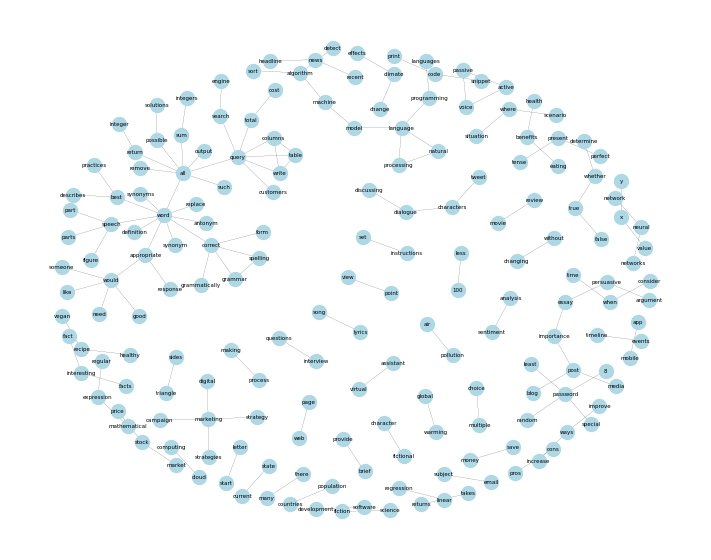 detect
effects
print
languages
headline
news
sort
algorithm
recent
climate
code
passive
snippet
active
engine
cost
integers
solutions
machine
change
programming
voice
where
health
scenario
search
total
model
language
situation
benefits
present
determine
integer
possible
sum
output
return
remove
query
columns
table
write
customers
processing
natural
tense
eating
perfect
practices
all
such
whether
y
tweet
discussing
dialogue
characters
review
movie
true
false
network
x
neural
value
networks
describes
best
synonyms
part
parts
speech
word
replace
antonym
definition
synonym
correct
form
figure
appropriate
spelling
grammar
grammatically
response
someone
would
like
need
good
set
instructions
less
100
without
changing
view
point
time
persuasive
consider
essay
when
argument
analysis
sentiment
vegan
fact
recipe
healthy
regular
interesting
facts
expression
price
mathematical
stock
song
lyrics
air
pollution
importance
timeline
app
events
mobile
questions
interview
making
process
sides
triangle
assistant
virtual
digital
marketing
campaign
strategy
strategies
least
post
8
blog
password
media
random
improve
special
ways
choice
multiple
global
warming
page
web
computing
market
cloud
letter
start
state
current
there
many
population
countries
development
fiction
software
science
provide
brief
character
fictional
regression
returns
linear
takes
subject
email
money
save
pros
increase
cons